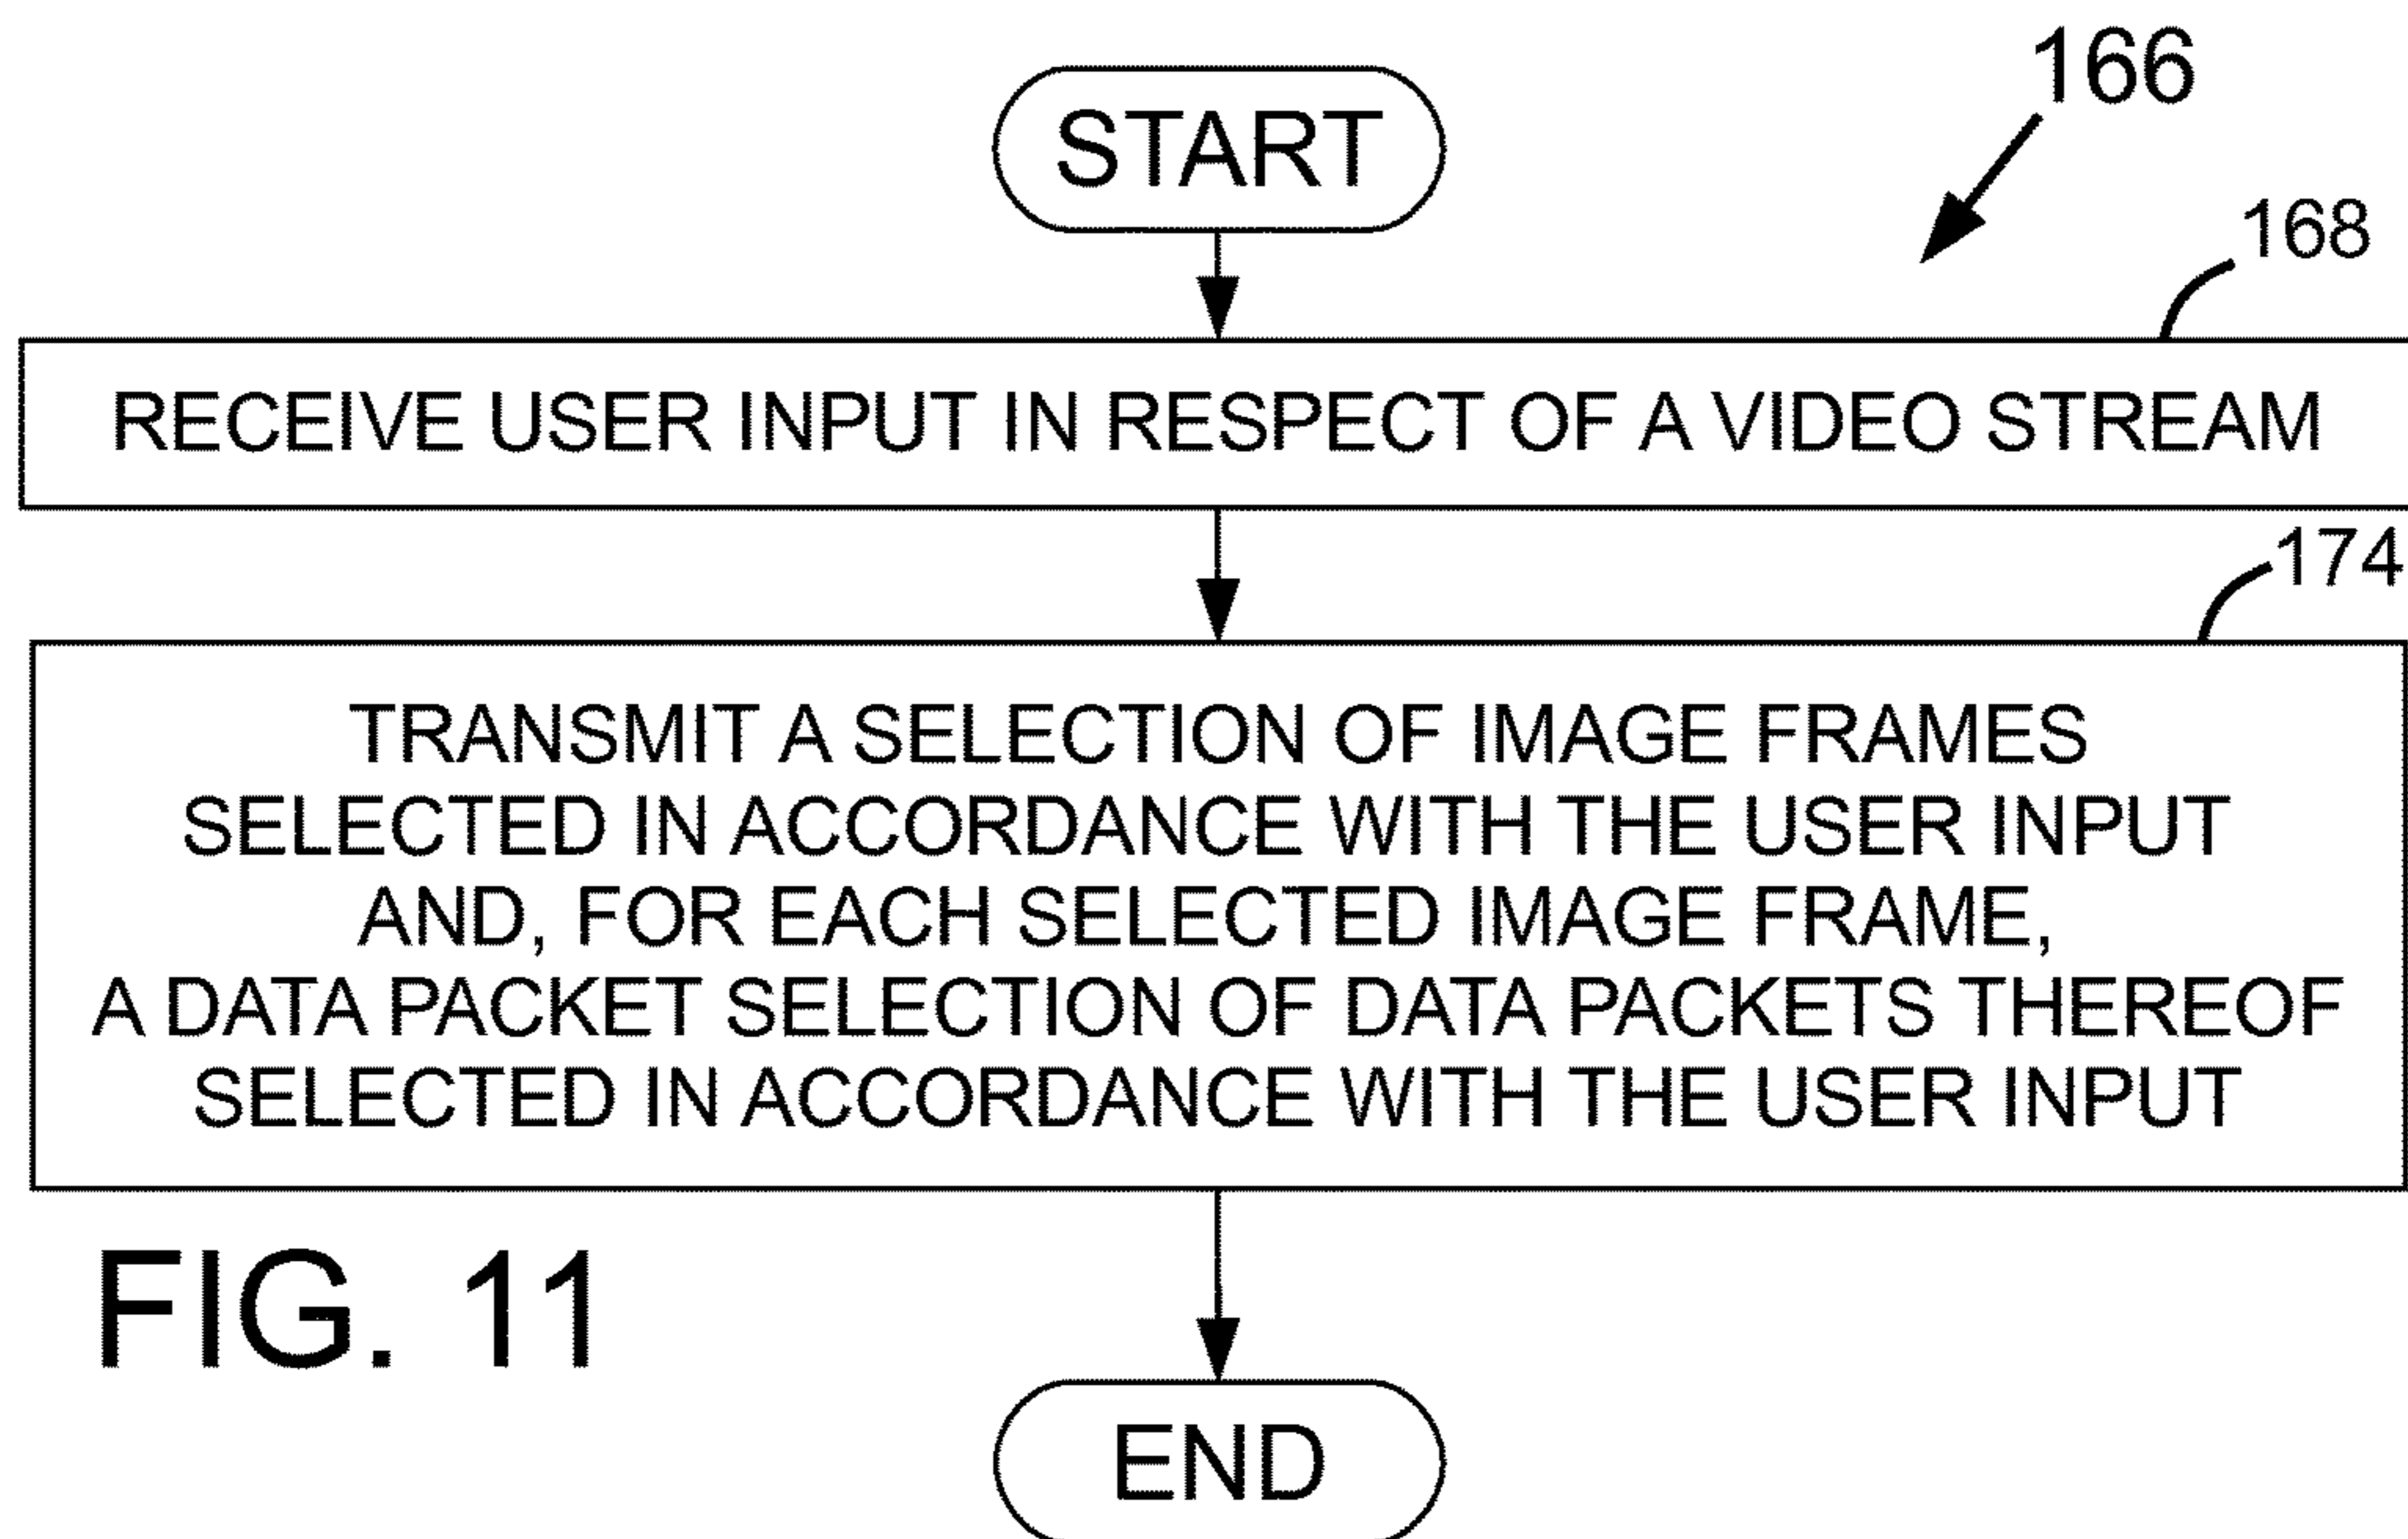 START
166
168
RECEIVE USER INPUT IN RESPECT OF A VIDEO STREAM
174
TRANSMIT A SELECTION OF IMAGE FRAMES
SELECTED IN ACCORDANCE WITH THE USER INPUT
AND, FOR EACH SELECTED IMAGE FRAME,
A DATA PACKET SELECTION OF DATA PACKETS THEREOF
SELECTED IN ACCORDANCE WITH THE USER INPUT
FIG. 11
END